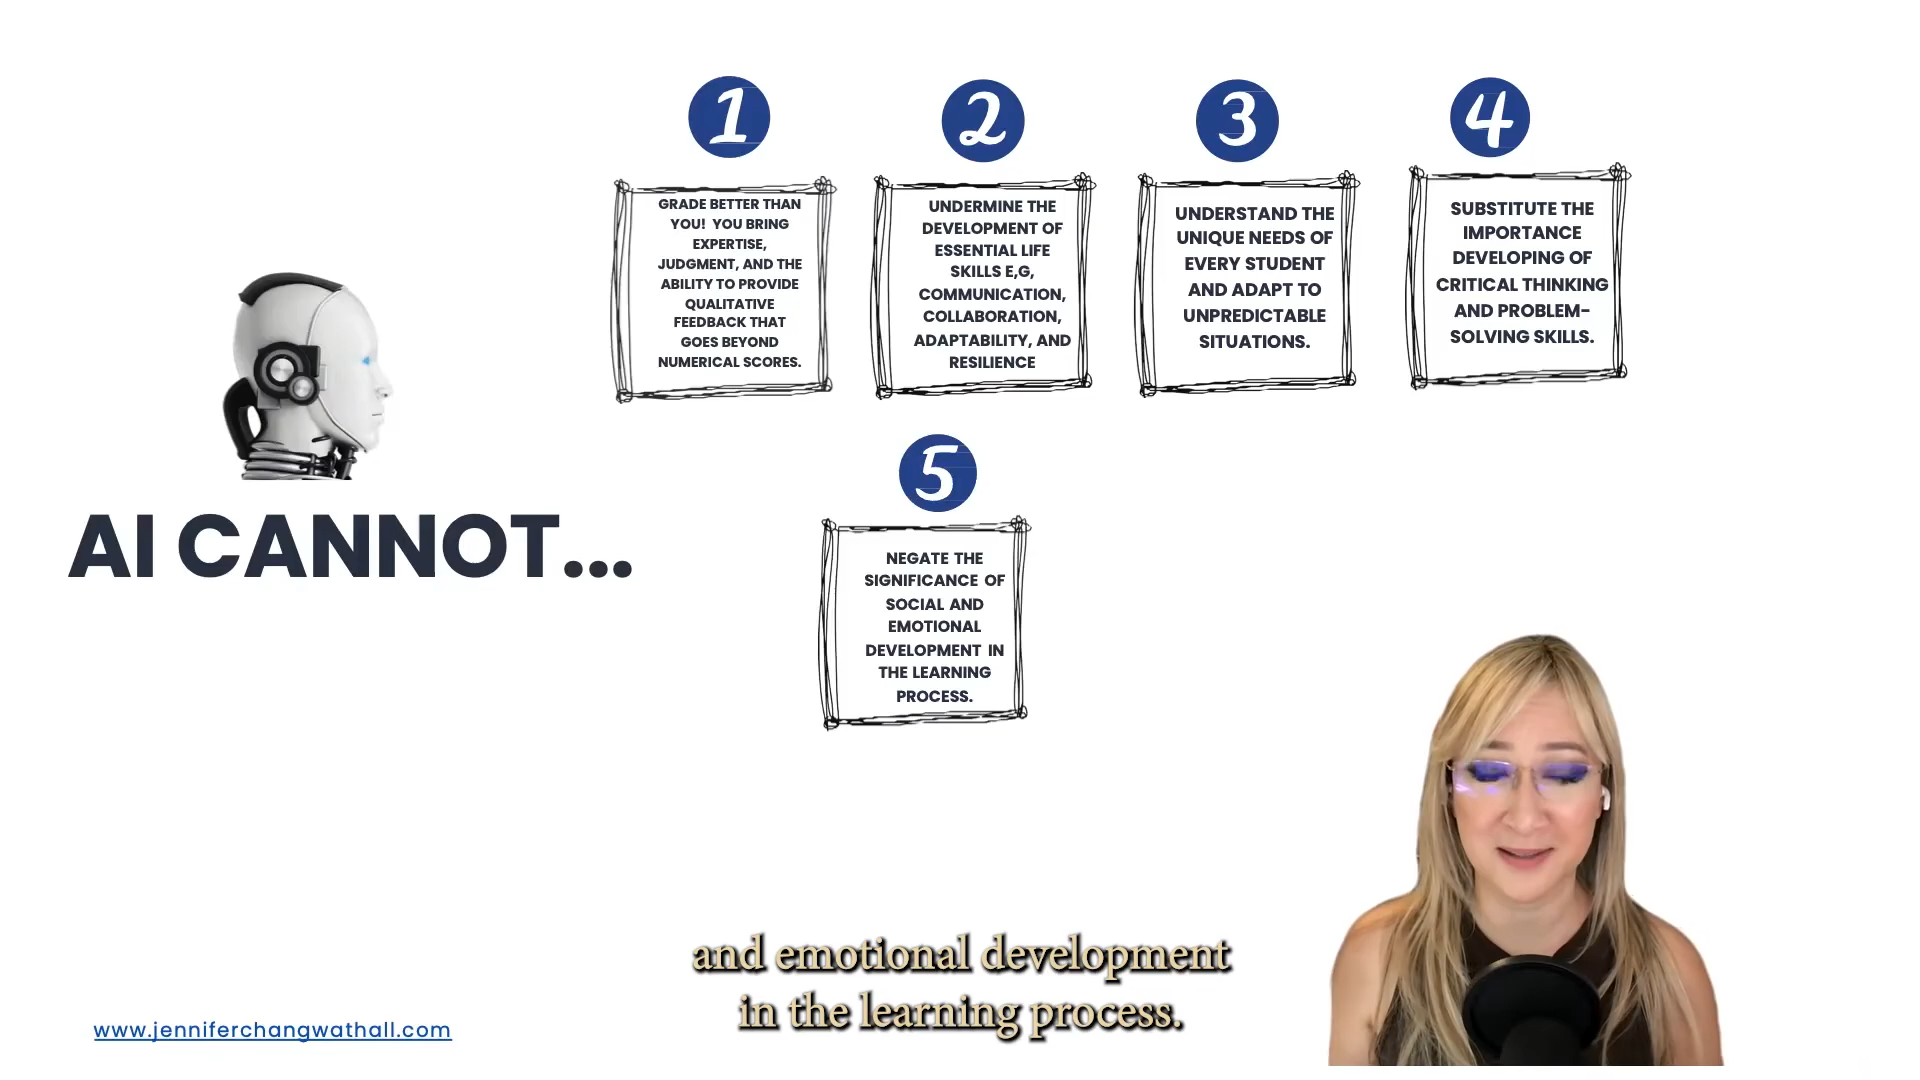 1
GRADE BETTER THAN
YOU! YOU BRING
EXPERTISE,
JUDGMENT, AND THE
ABILITY TO PROVIDE
QUALITATIVE
FEEDBACK THAT
GOES BEYOND
NUMERICAL SCORES.
2
UNDERMINE THE
DEVELOPMENT OF
ESSENTIAL LIFE
SKILLS E,G,
COMMUNICATION,
COLLABORATION,
ADAPTABILITY, AND
RESILIENCE
3
UNDERSTAND THE
UNIQUE NEEDS OF
EVERY STUDENT
AND ADAPT TO
UNPREDICTABLE
SITUATIONS.
4
SUBSTITUTE THE
IMPORTANCE
DEVELOPING OF
CRITICAL THINKING
AND PROBLEM-
SOLVING SKILLS.
AI CANNOT...
5
NEGATE THE
SIGNIFICANCE OF
SOCIAL AND
EMOTIONAL
DEVELOPMENT IN
THE LEARNING
PROCESS.
and emotional development
in the learning process.
www.jenniferchangwathall.com